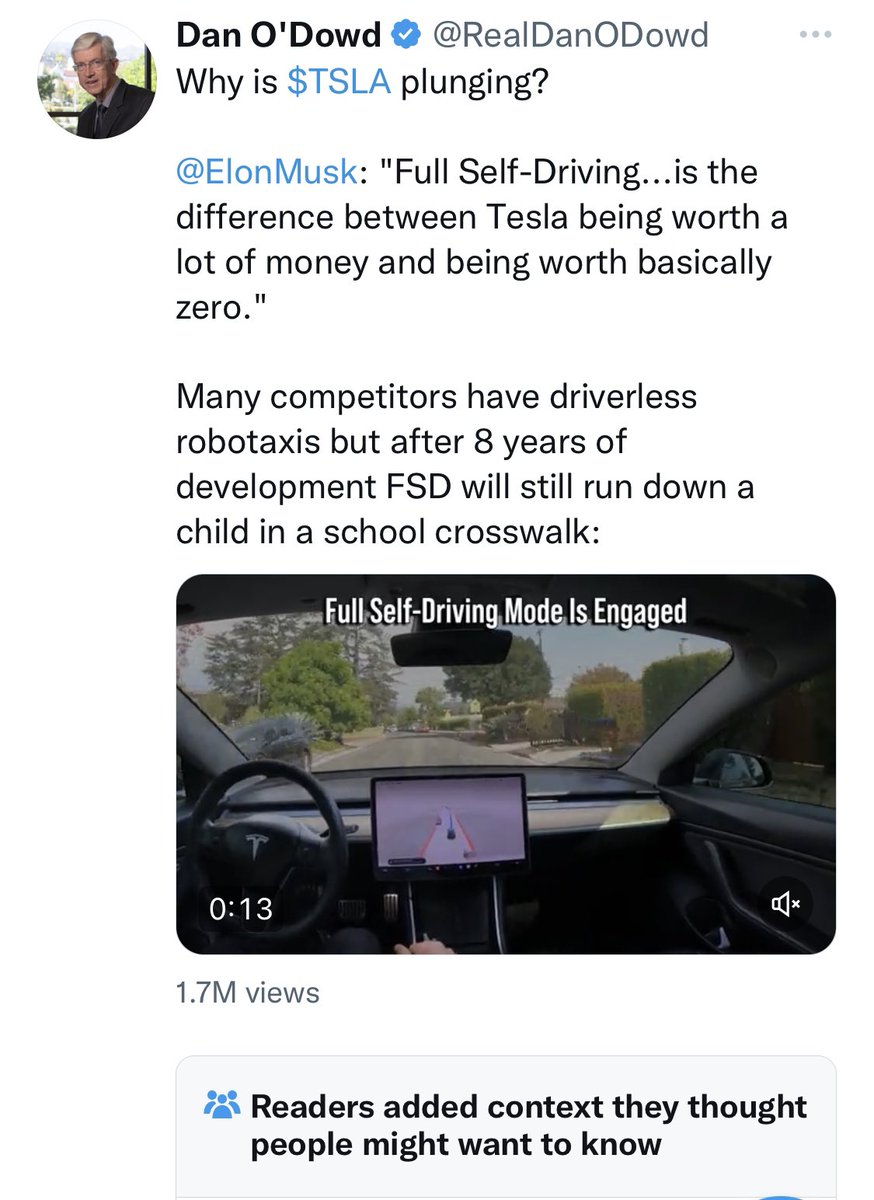 Dan O'Dowd @RealDanODowd
Why is $TSLA plunging?
@ElonMusk: "Full Self-Driving...is the
difference between Tesla being worth a
lot of money and being worth basically
zero."
Many competitors have driverless
robotaxis but after 8 years of
development FSD will still run down a
child in a school crosswalk:
Full Self-Driving Mode Is Engaged
0:13
1.7M views
Readers added context they thought
people might want to know